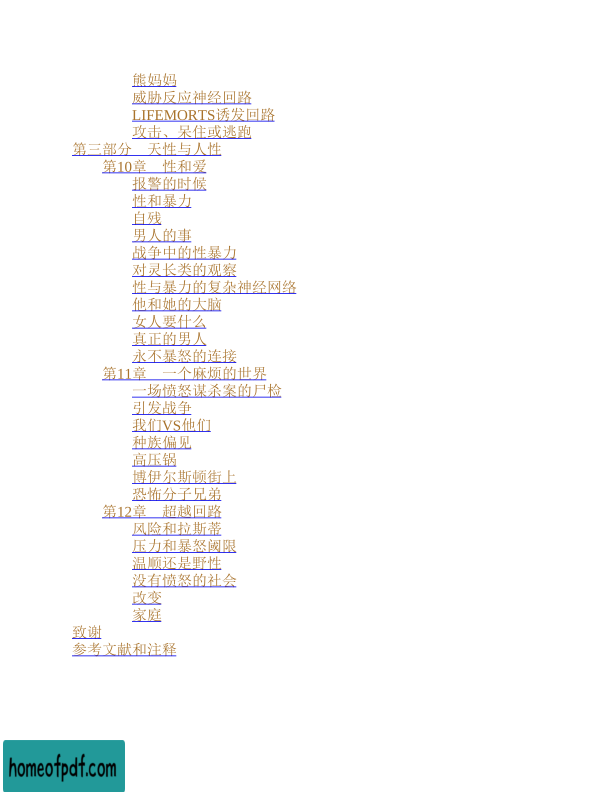 熊妈妈
威胁反应神经回路
LIFEMORTS诱发回路
攻击、呆住或逃跑
第三部分　天性与人性
第10章　性和爱
报警的时候
性和暴力
自残
男人的事
战争中的性暴力
对灵长类的观察
性与暴力的复杂神经网络
他和她的大脑
女人要什么
真正的男人
永不暴怒的连接
第11章　一个麻烦的世界
一场愤怒谋杀案的尸检
引发战争
我们VS他们
种族偏见
高压锅
博伊尔斯顿街上
恐怖分子兄弟
第12章　超越回路
风险和拉斯蒂
压力和暴怒阈限
温顺还是野性
没有愤怒的社会
改变
家庭
致谢
参考文献和注释
homeofpdf.com